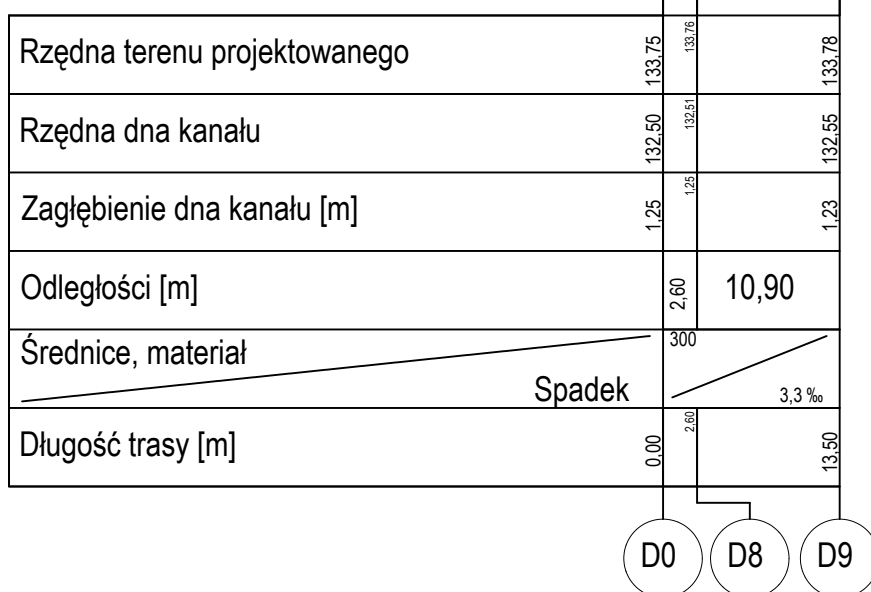 Rzędna terenu projektowanego 133,75 133,76 133,78
Rzędna dna kanału 132,50 132,51 132,55
Zagłębienie dna kanału [m] 1,25 1,25 1,23
Odległości [m] 2,60 10,90
Średnice, materiał 300
Spadek 3,3 ‰
Długość trasy [m] 0,00 2,60 13,50
D0 D8 D9